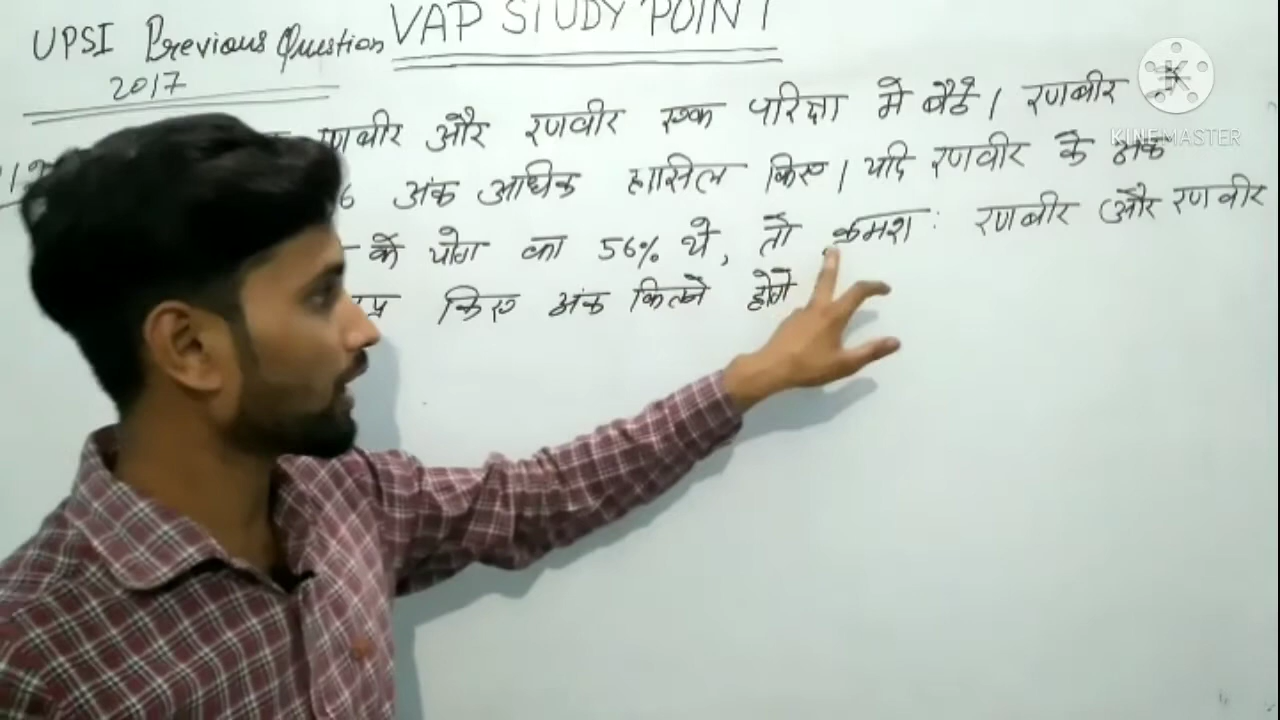 UPSI Previous Question VAP STUDY POINT
2017
और रणवीर एक परिक्षा में बैठे। रणबीर ने
6 अंक अधिक हासिल किए। यदि रणवीर के अंक
के योग का 56% थे, तो क्रमश: रणबीर और रणवीर
किए अंक कितने होगें
KINEMASTER